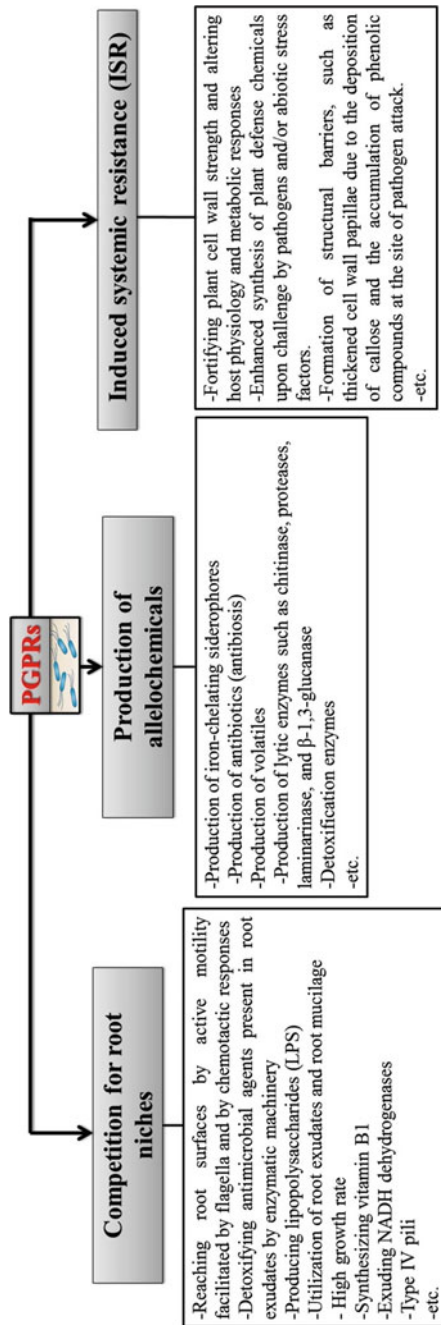 PGPRs
Competition for root
niches
-Reaching root surfaces by active motility
facilitated by flagella and by chemotactic responses
-Detoxifying antimicrobial agents present in root
exudates by enzymatic machinery
-Producing lipopolysaccharides (LPS)
-Utilization of root exudates and root mucilage
- High growth rate
-Synthesizing vitamin B1
-Exuding NADH dehydrogenases
-Type IV pili
-etc.
Production of
allelochemicals
-Production of iron-chelating siderophores
-Production of antibiotics (antibiosis)
-Production of volatiles
-Production of lytic enzymes such as chitinase, proteases,
laminarinase, and β-1,3-glucanase
-Detoxification enzymes
-etc.
Induced systemic resistance (ISR)
-Fortifying plant cell wall strength and altering
host physiology and metabolic responses
-Enhanced synthesis of plant defense chemicals
upon challenge by pathogens and/or abiotic stress
factors.
-Formation of structural barriers, such as
thickened cell wall papillae due to the deposition
of callose and the accumulation of phenolic
compounds at the site of pathogen attack.
-etc.